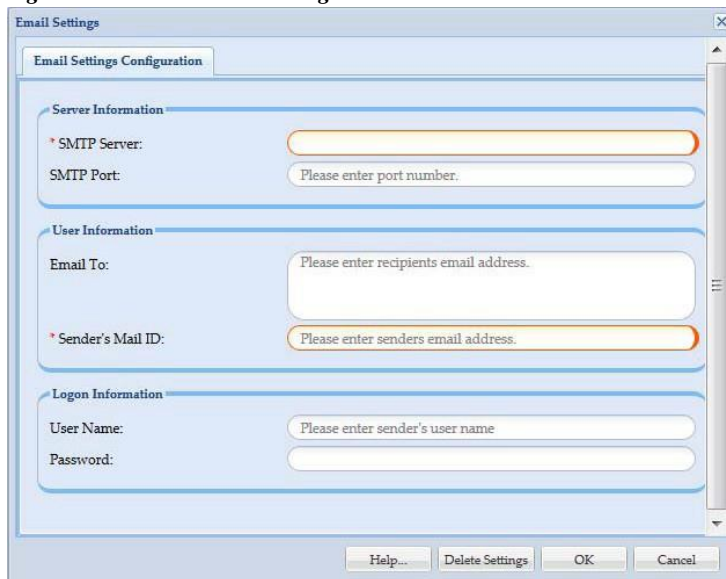 Email Settings
Email Settings Configuration
Server Information
* SMTP Server:
SMTP Port: Please enter port number.
User Information
Email To: Please enter recipients email address.
* Sender's Mail ID: Please enter senders email address.
Logon Information
User Name: Please enter sender's user name
Password:
Help... Delete Settings OK Cancel